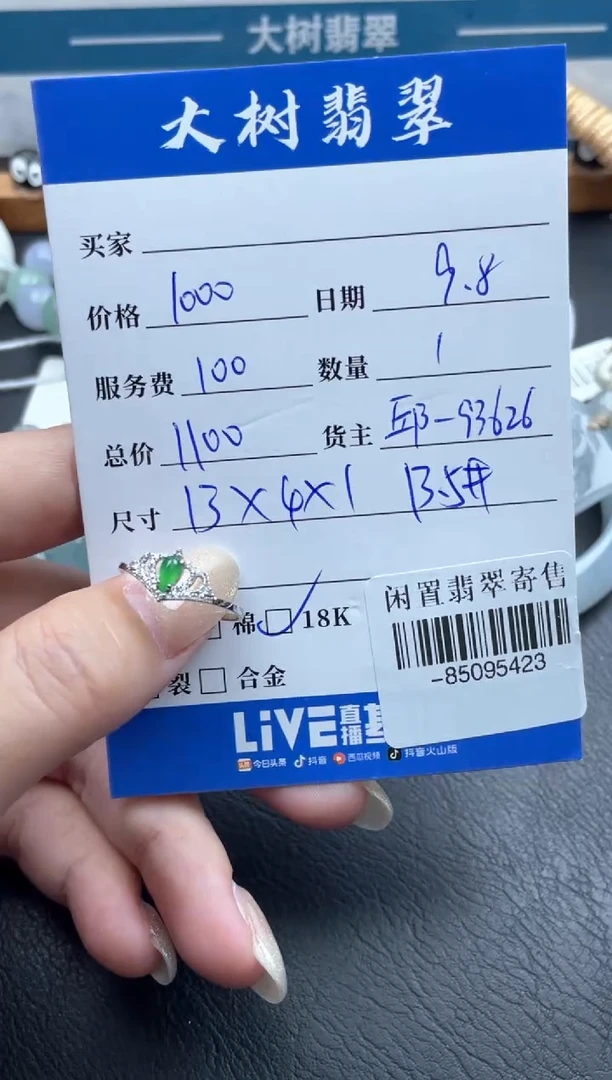 大树翡翠
大树翡翠
买家
价格 1000 日期 9.8
服务费 100 数量 1
总价 1100 货主 邱-93626
尺寸 13×4×1 13.5#
棉 18K
闲置翡翠寄售
-85095423
裂 合金
LiVE直播基
今日头条 抖音 西瓜视频 抖音火山版